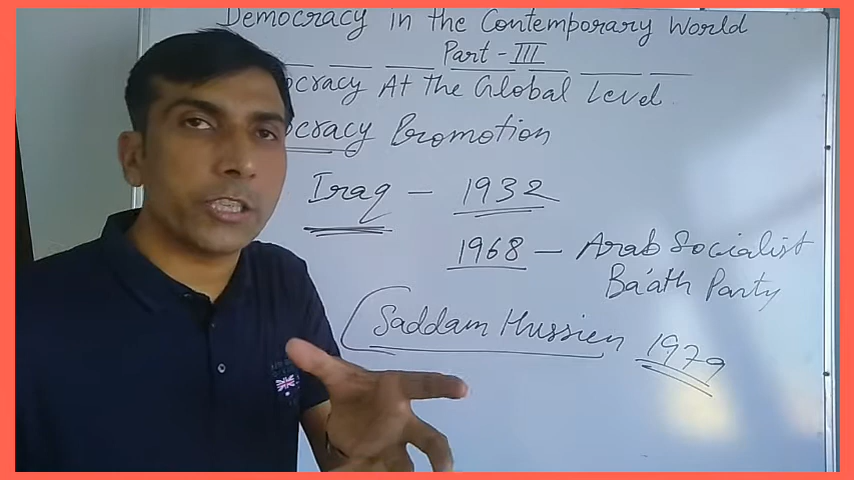 Democracy in the Contemporary World
Part - III
ocracy At the Global Level.
ocracy Promotion
Iraq - 1932
1968 - Arab Socialist
Ba'ath Party
Saddam Hussien 1979